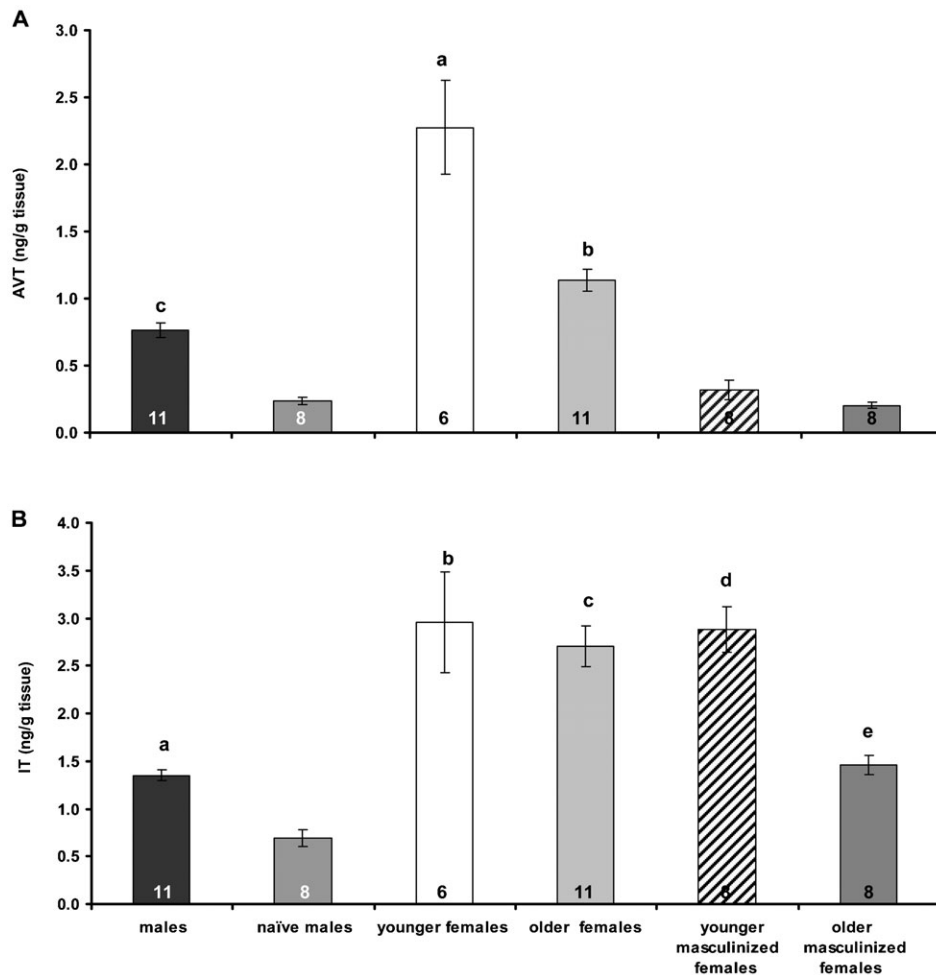 A
3.0
2.5
2.0
1.5
1.0
0.5
0.0
AVT (ng/g tissue)
c
a
b
11
8
6
11
8
8
B
4.0
3.5
3.0
2.5
2.0
1.5
1.0
0.5
0.0
IT (ng/g tissue)
a
b
c
d
e
11
8
6
11
8
8
males
naïve males
younger females
older females
younger
masculinized
females
older
masculinized
females